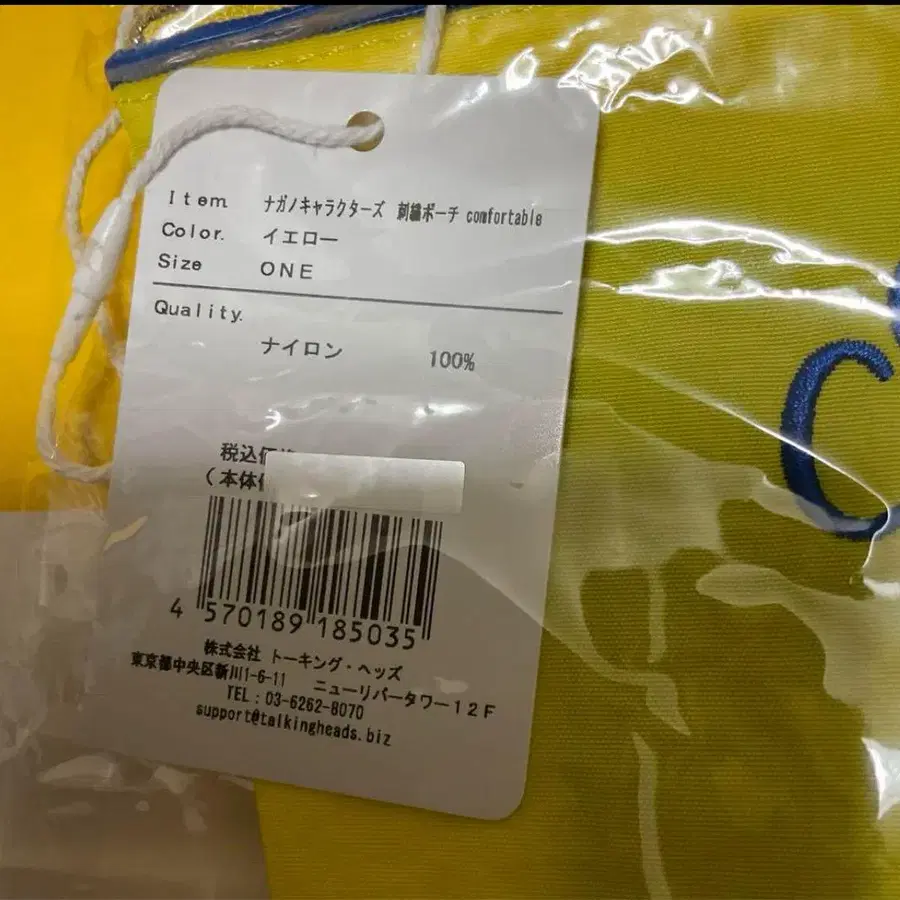 Item ナガノキャラクターズ 刺繍ポーチ comfortable
Color. イエロー
Size ONE
Quality.
ナイロン 100%
税込価
(本体
4 570189 185035
株式会社 トーキング・ヘッズ
東京都中央区新川1-6-11 ニューリバータワー12F
TEL:03-6262-8070
support@talkingheads.biz